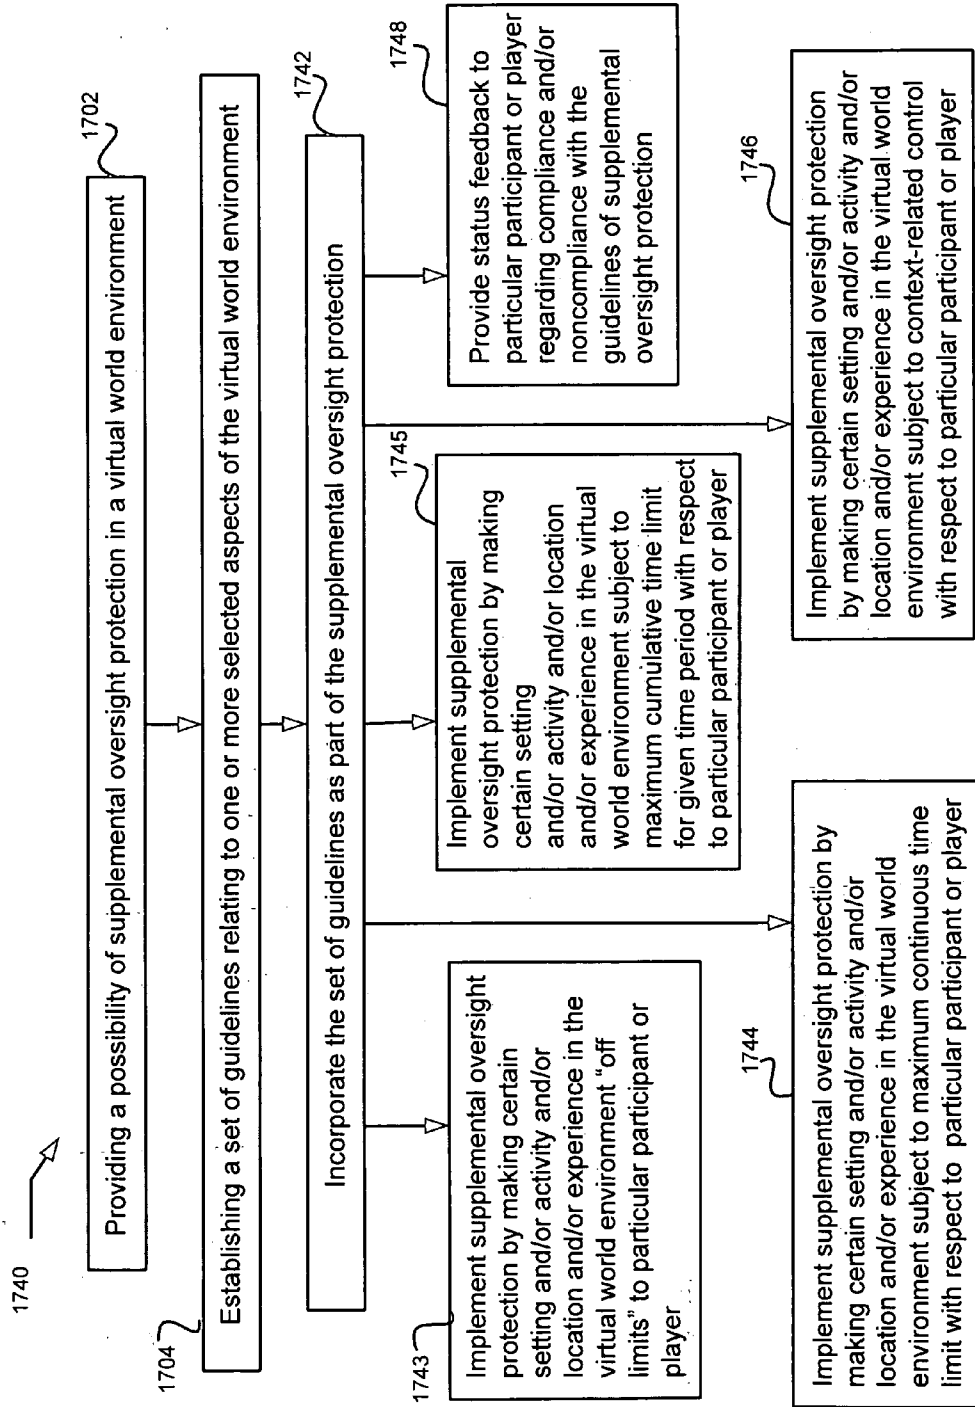 1740
1702
Providing a possibility of supplemental oversight protection in a virtual world environment
1704
Establishing a set of guidelines relating to one or more selected aspects of the virtual world environment
1742
Incorporate the set of guidelines as part of the supplemental oversight protection
1743
Implement supplemental oversight
protection by making certain
setting and/or activity and/or
location and/or experience in the
virtual world environment “off
limits” to particular participant or
player
1745
Implement supplemental
oversight protection by making
certain setting
and/or activity and/or location
and/or experience in the virtual
world environment subject to
maximum cumulative time limit
for given time period with respect
to particular participant or player
1748
Provide status feedback to
particular participant or player
regarding compliance and/or
noncompliance with the
guidelines of supplemental
oversight protection
1744
Implement supplemental oversight protection by
making certain setting and/or activity and/or
location and/or experience in the virtual world
environment subject to maximum continuous time
limit with respect to particular participant or player
1746
Implement supplemental oversight protection
by making certain setting and/or activity and/or
location and/or experience in the virtual world
environment subject to context-related control
with respect to particular participant or player